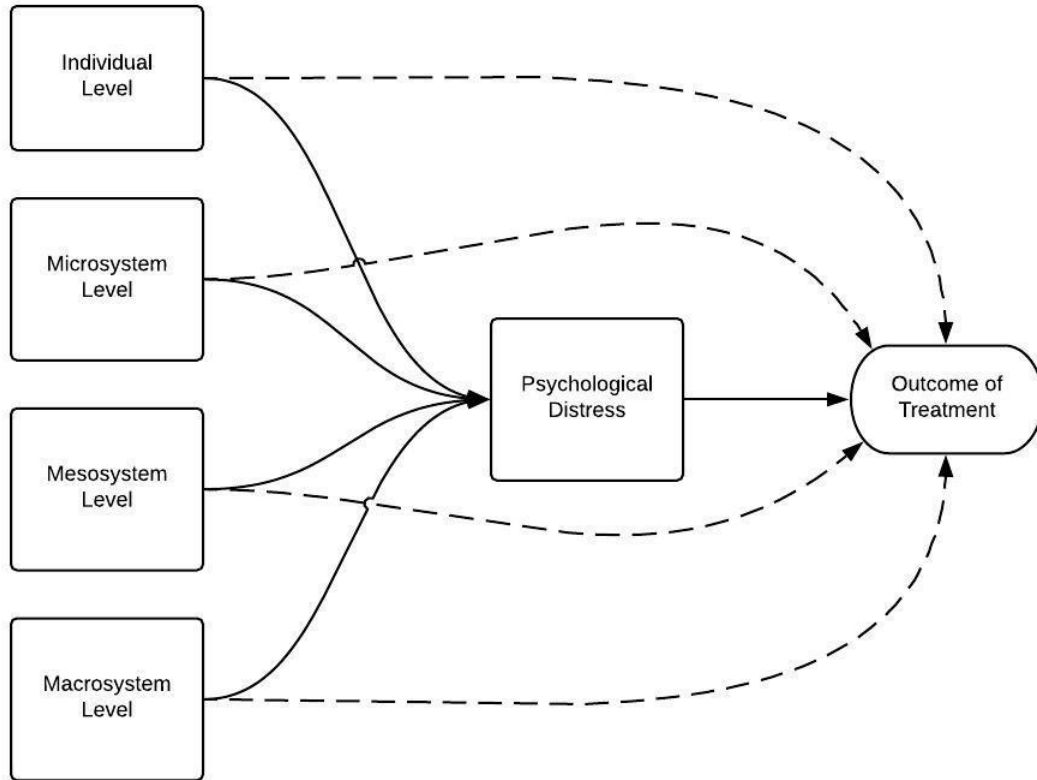 Individual
Level
Microsystem
Level
Psychological
Distress
Outcome of
Treatment
Mesosystem
Level
Macrosystem
Level